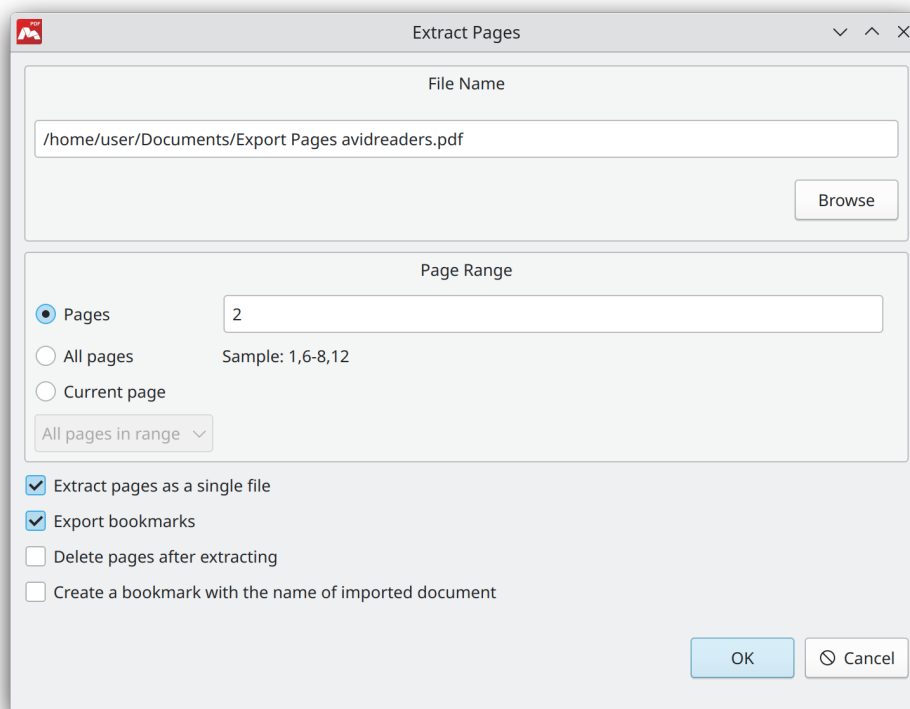 PDF
Extract Pages
File Name
/home/user/Documents/Export Pages avidreaders.pdf
Browse
Page Range
Pages
2
All pages
Sample: 1,6-8,12
Current page
All pages in range
Extract pages as a single file
Export bookmarks
Delete pages after extracting
Create a bookmark with the name of imported document
OK
Cancel